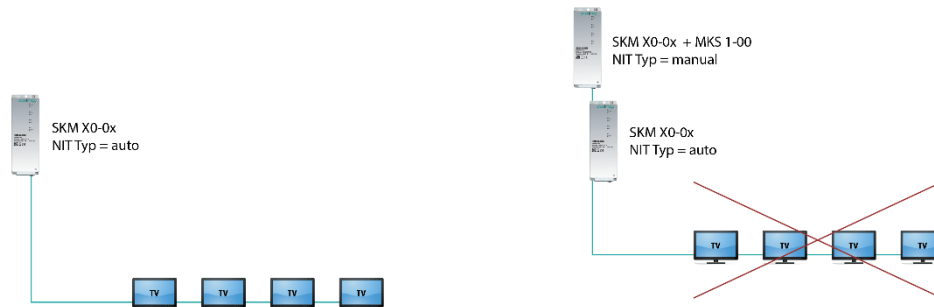 SKM X0-0x + MKS 1-00
NIT Typ = manual
SKM X0-0x
NIT Typ = auto
SKM X0-0x
NIT Typ = auto
TV
TV
TV
TV
TV
TV
TV
TV